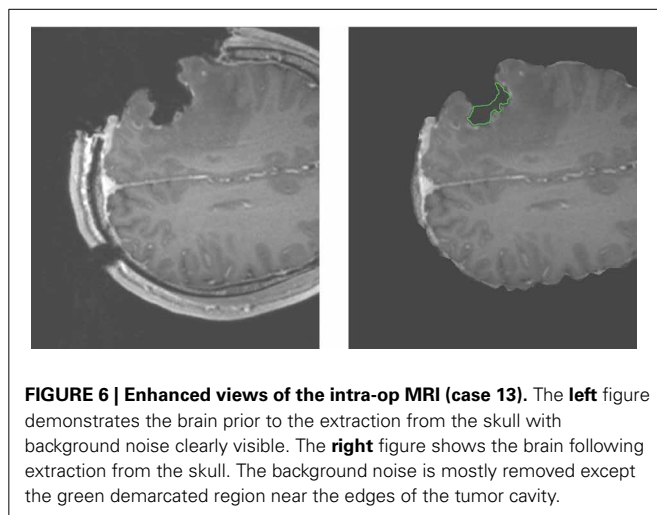 FIGURE 6 | Enhanced views of the intra-op MRI (case 13). The left figure
demonstrates the brain prior to the extraction from the skull with
background noise clearly visible. The right figure shows the brain following
extraction from the skull. The background noise is mostly removed except
the green demarcated region near the edges of the tumor cavity.